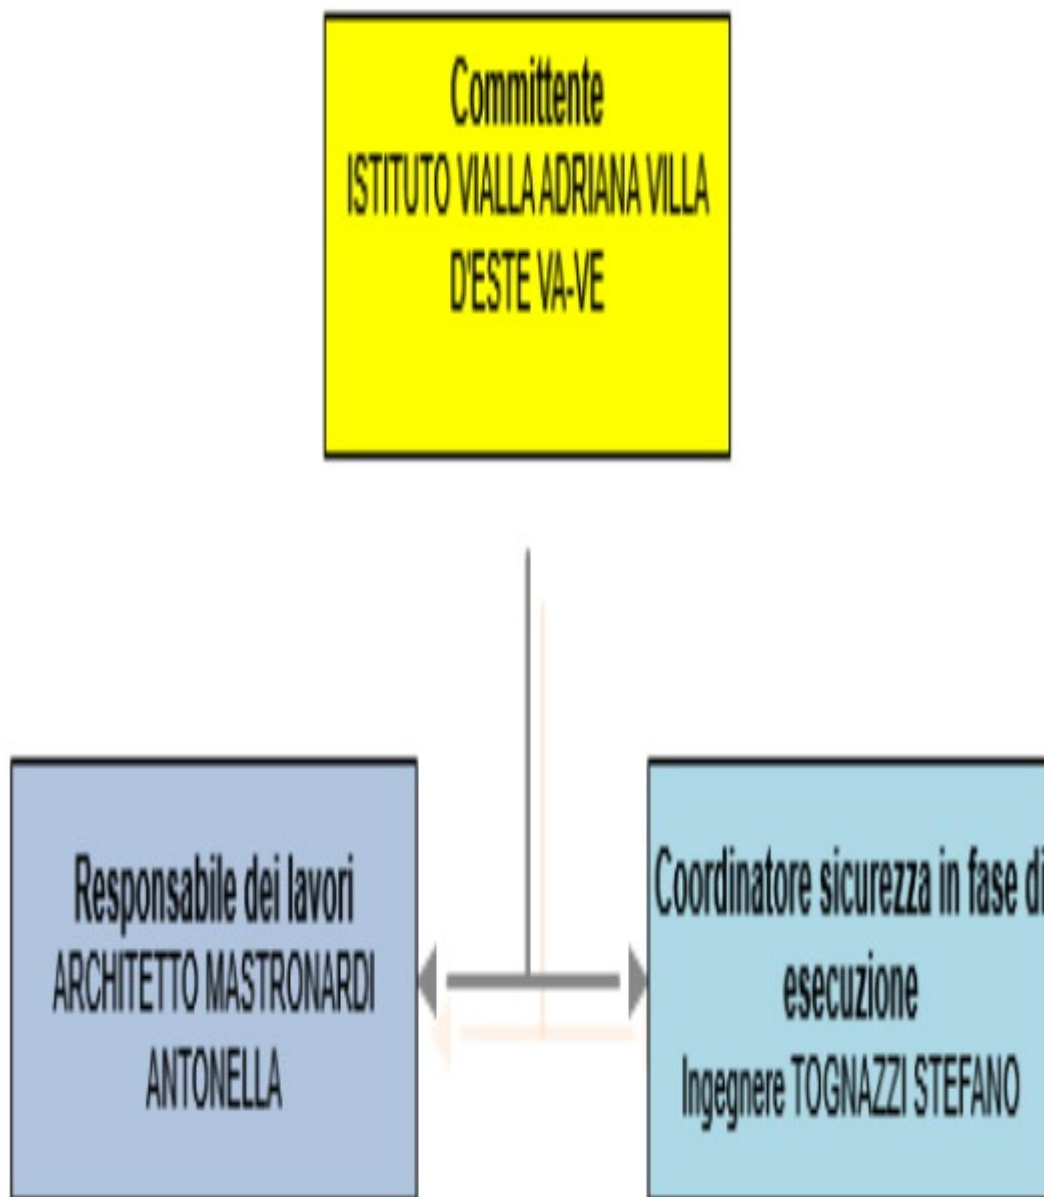 Committente
ISTITUTO VIALLA ADRIANA VILLA
D'ESTE VA-VE
Responsabile dei lavori
ARCHITETTO MASTRONARDI
ANTONELLA
Coordinatore sicurezza in fase di
esecuzione
Ingegnere TOGNAZZI STEFANO